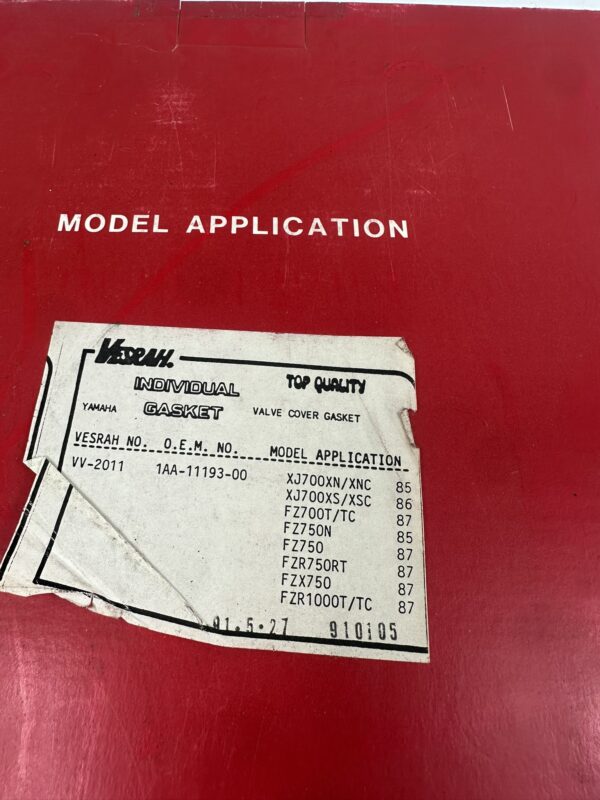 MODEL APPLICATION
VESRAH.
INDIVIDUAL TOP QUALITY
YAMAHA GASKET VALVE COVER GASKET
VESRAH NO. O.E.M. NO. MODEL APPLICATION
VV-2011 1AA-11193-00 XJ700XN/XNC 85
XJ700XS/XSC 86
FZ700T/TC 87
FZ750N 85
FZ750 87
FZR750RT 87
FZX750 87
FZR1000T/TC 87
91.5.27 910105